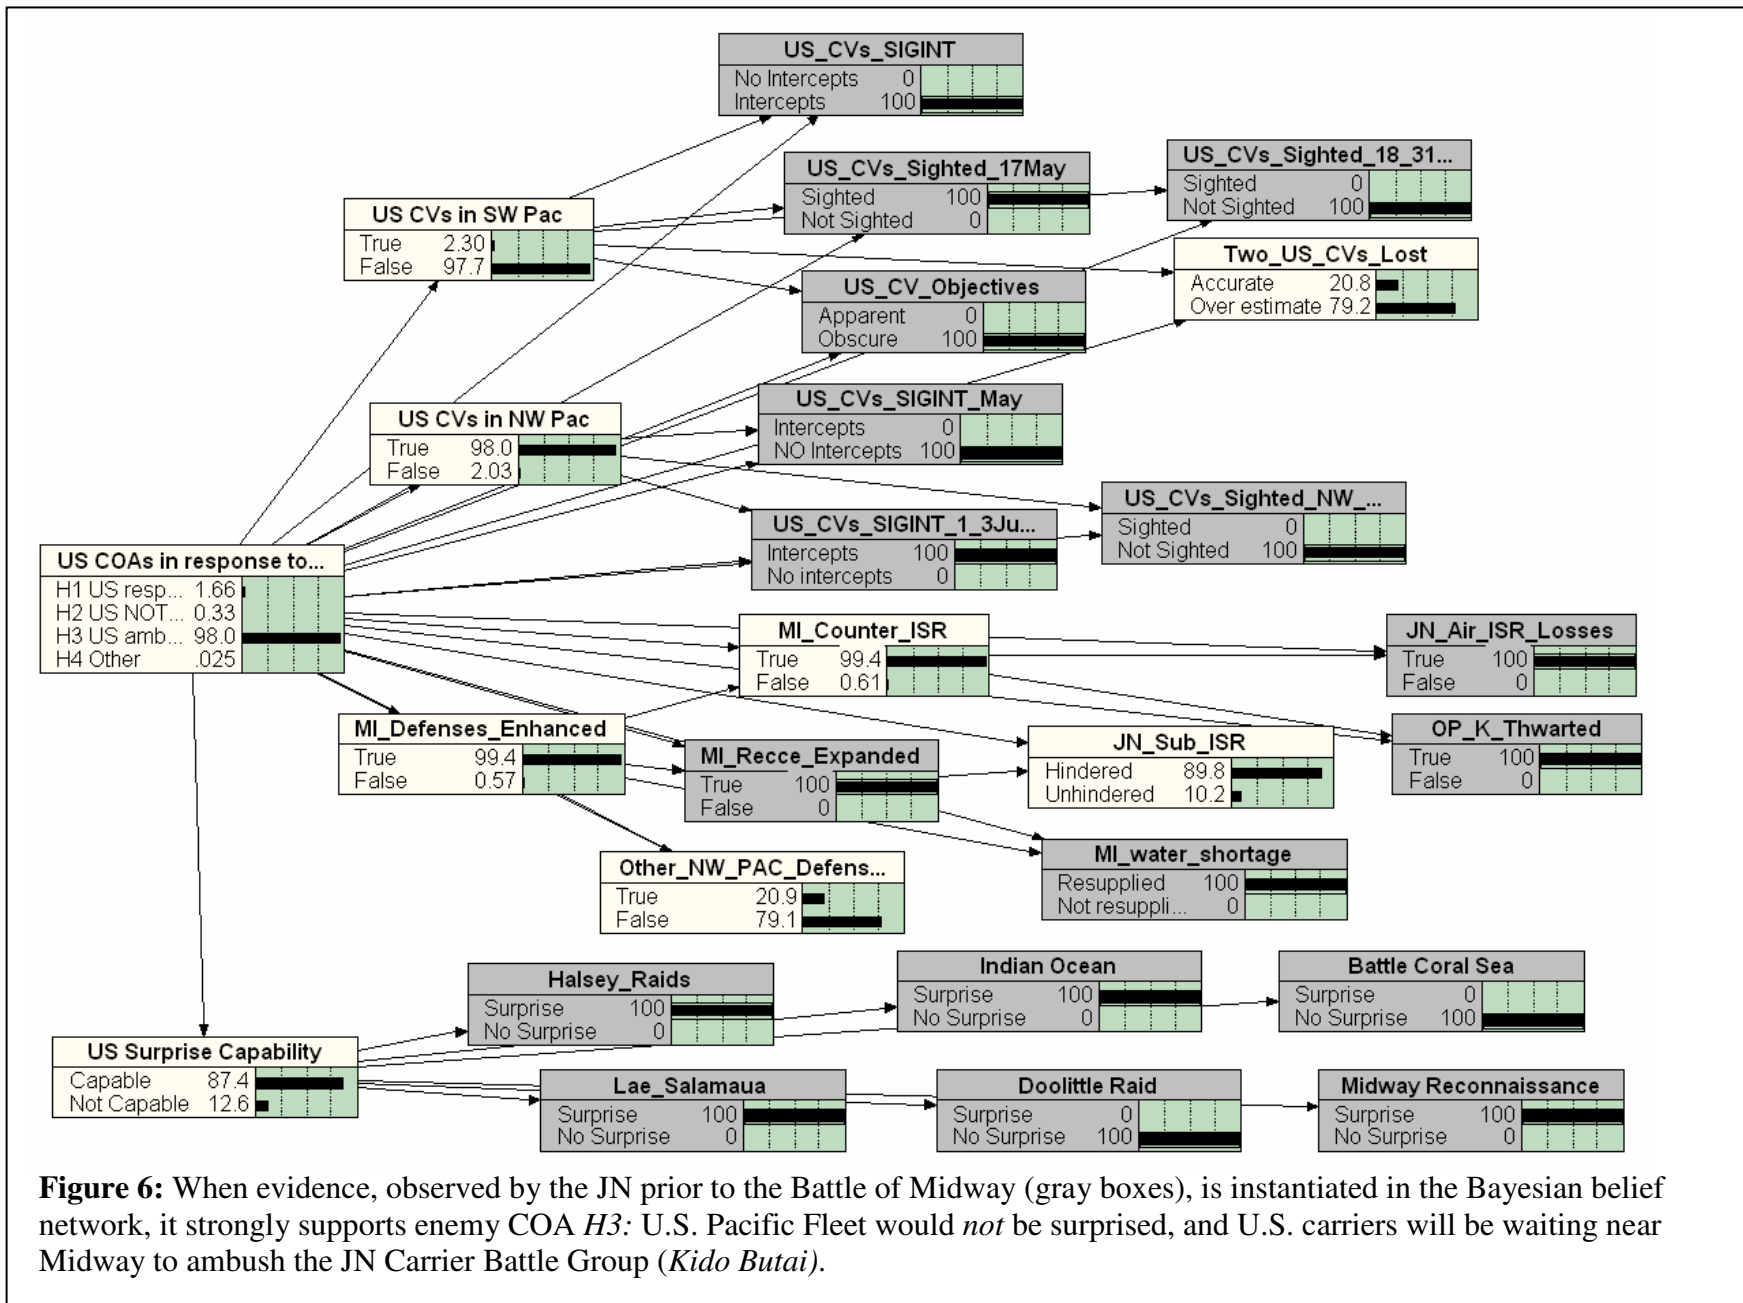 US_CVs_SIGINT
No Intercepts 0
Intercepts 100
US_CVs_Sighted_17May
Sighted 100
Not Sighted 0
US_CVs_Sighted_18_31...
Sighted 0
Not Sighted 100
US CVs in SW Pac
True 2.30
False 97.7
Two_US_CVs_Lost
Accurate 20.8
Over estimate 79.2
US_CV_Objectives
Apparent 0
Obscure 100
US_CVs_SIGINT_May
Intercepts 0
NO Intercepts 100
US CVs in NW Pac
True 98.0
False 2.03
US_CVs_Sighted_NW_...
Sighted 0
Not Sighted 100
US_CVs_SIGINT_1_3Ju...
Intercepts 100
No intercepts 0
US COAs in response to...
H1 US resp... 1.66
H2 US NOT... 0.33
H3 US amb... 98.0
H4 Other .025
MI_Counter_ISR
True 99.4
False 0.61
JN_Air_ISR_Losses
True 100
False 0
MI_Defenses_Enhanced
True 99.4
False 0.57
MI_Recce_Expanded
True 100
False 0
JN_Sub_ISR
Hindered 89.8
Unhindered 10.2
OP_K_Thwarted
True 100
False 0
MI_water_shortage
Resupplied 100
Not resuppli... 0
Other_NW_PAC_Defens...
True 20.9
False 79.1
Halsey_Raids
Surprise 100
No Surprise 0
Indian Ocean
Surprise 100
No Surprise 0
Battle Coral Sea
Surprise 0
No Surprise 100
US Surprise Capability
Capable 87.4
Not Capable 12.6
Lae_Salamaua
Surprise 100
No Surprise 0
Doolittle Raid
Surprise 0
No Surprise 100
Midway Reconnaissance
Surprise 100
No Surprise 0
Figure 6: When evidence, observed by the JN prior to the Battle of Midway (gray boxes), is instantiated in the Bayesian belief
network, it strongly supports enemy COA H3: U.S. Pacific Fleet would not be surprised, and U.S. carriers will be waiting near
Midway to ambush the JN Carrier Battle Group (Kido Butai).